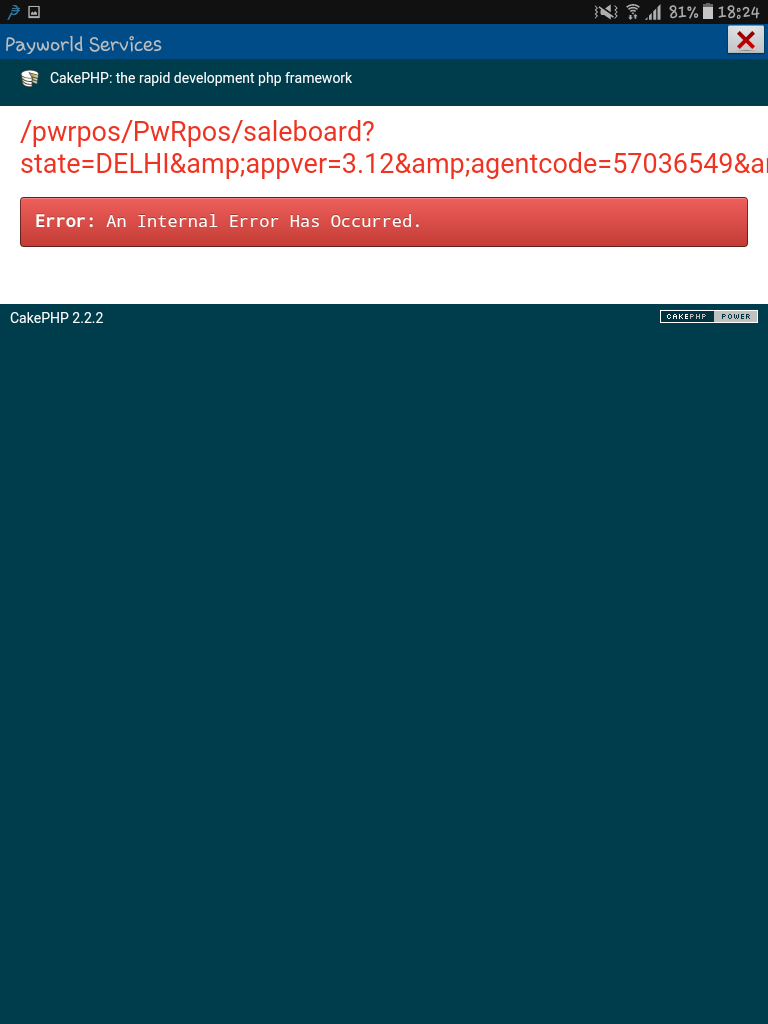 81% 18:24
Payworld Services
CakePHP: the rapid development php framework
/pwrpos/PwRpos/saleboard?
state=DELHI&amp;appver=3.12&amp;agentcode=57036549&a
Error: An Internal Error Has Occurred.
CakePHP 2.2.2
CAKEPHP POWER